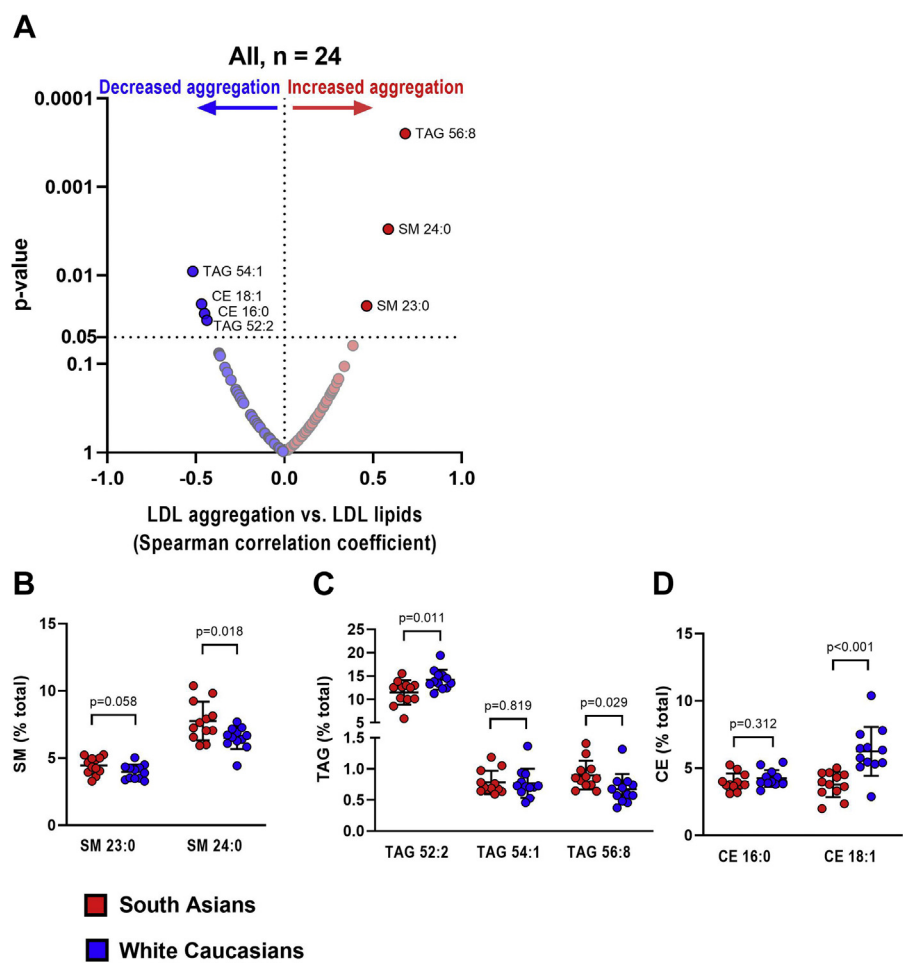 A
All, n = 24
Decreased aggregation Increased aggregation
0.0001
TAG 56:8
0.001
SM 24:0
p-value
0.01
TAG 54:1
CE 18:1
SM 23:0
CE 16:0
TAG 52:2
0.05
0.1
1
-1.0 -0.5 0.0 0.5 1.0
LDL aggregation vs. LDL lipids
(Spearman correlation coefficient)
B
SM (% total)
15
10
5
0
p=0.058
p=0.018
SM 23:0 SM 24:0
C
TAG (% total)
25
20
15
10
5
1.5
1.0
0.5
0.0
p=0.011
p=0.819
p=0.029
TAG 52:2 TAG 54:1 TAG 56:8
D
CE (% total)
15
10
5
0
p=0.312
p<0.001
CE 16:0 CE 18:1
South Asians
White Caucasians